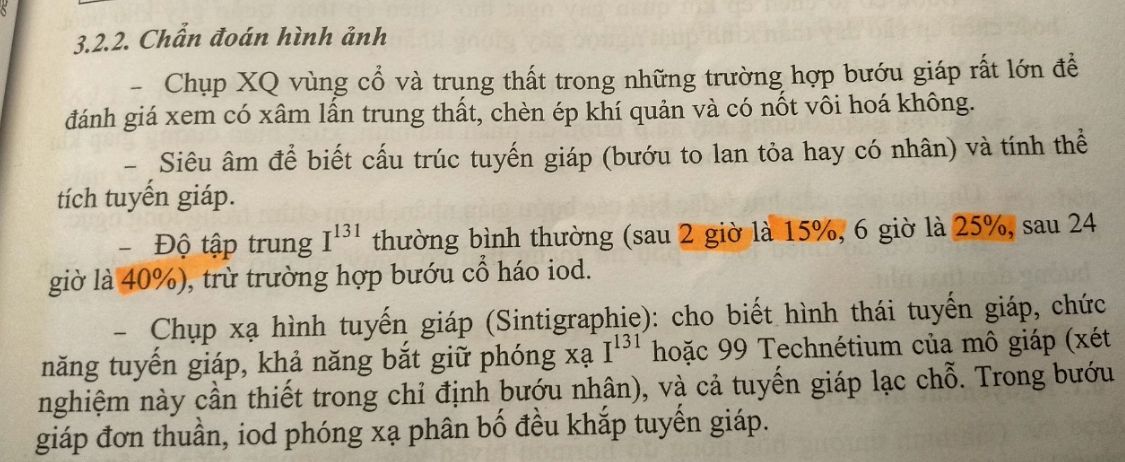 3.2.2. Chẩn đoán hình ảnh
– Chụp XQ vùng cổ và trung thất trong những trường hợp bướu giáp rất lớn để
đánh giá xem có xâm lấn trung thất, chèn ép khí quản và có nốt vôi hoá không.
– Siêu âm để biết cấu trúc tuyến giáp (bướu to lan tỏa hay có nhân) và tính thể
tích tuyến giáp.
– Độ tập trung I¹³¹ thường bình thường (sau 2 giờ là 15%, 6 giờ là 25%, sau 24
giờ là 40%), trừ trường hợp bướu cổ háo iod.
– Chụp xạ hình tuyến giáp (Sintigraphie): cho biết hình thái tuyến giáp, chức
năng tuyến giáp, khả năng bắt giữ phóng xạ I¹³¹ hoặc 99 Technétium của mô giáp (xét
nghiệm này cần thiết trong chỉ định bướu nhân), và cả tuyến giáp lạc chỗ. Trong bướu
giáp đơn thuần, iod phóng xạ phân bố đều khắp tuyến giáp.